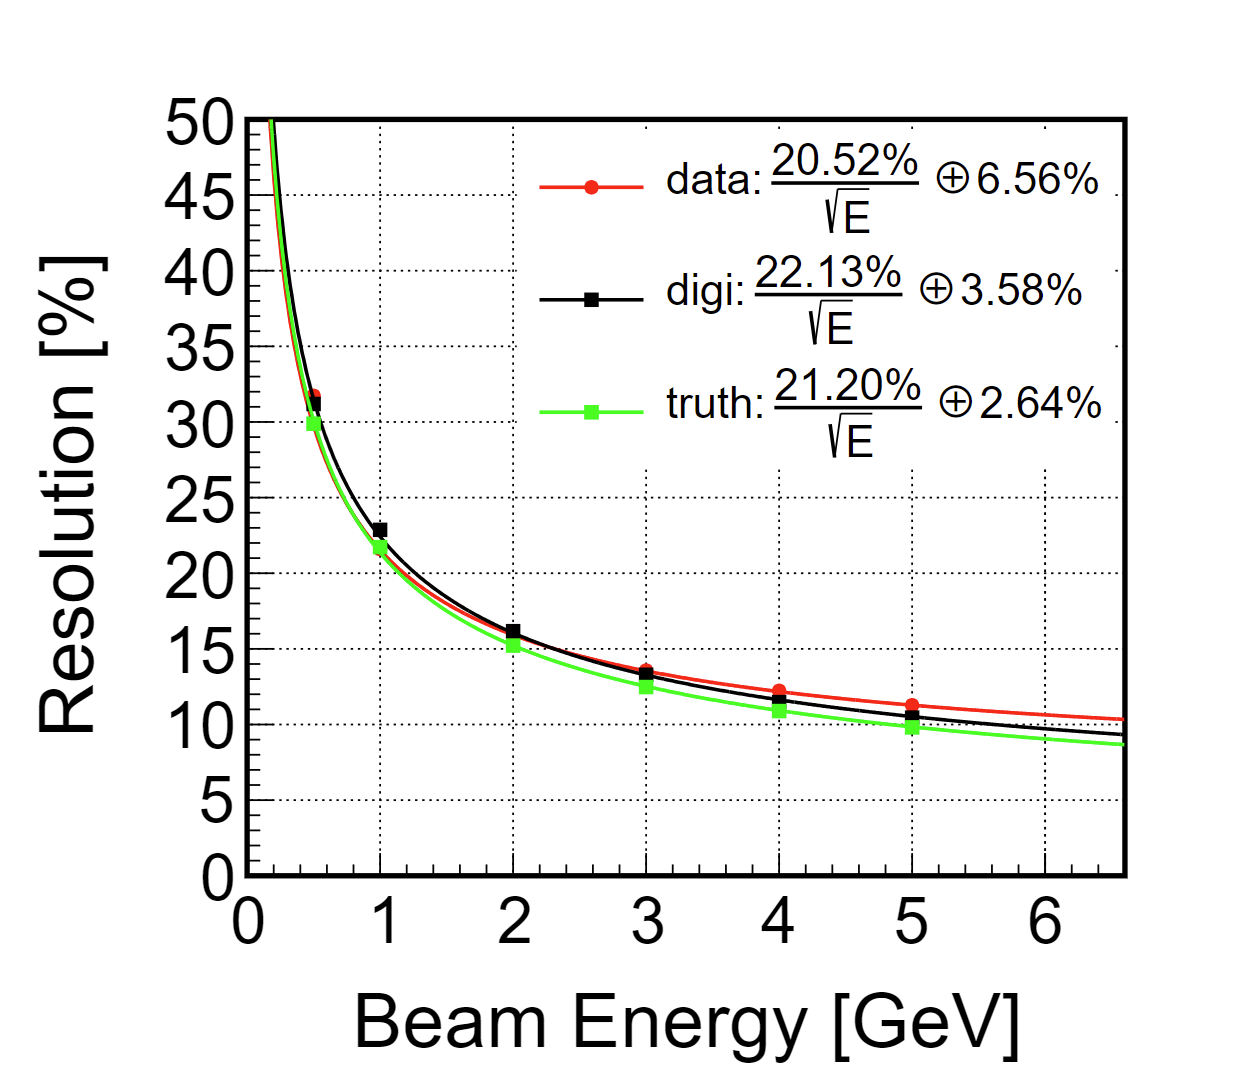 50
45
40
35
30
25
20
15
10
5
0
Resolution [%]
data: 20.52%/√E ⊕ 6.56%
digi: 22.13%/√E ⊕ 3.58%
truth: 21.20%/√E ⊕ 2.64%
0 1 2 3 4 5 6
Beam Energy [GeV]